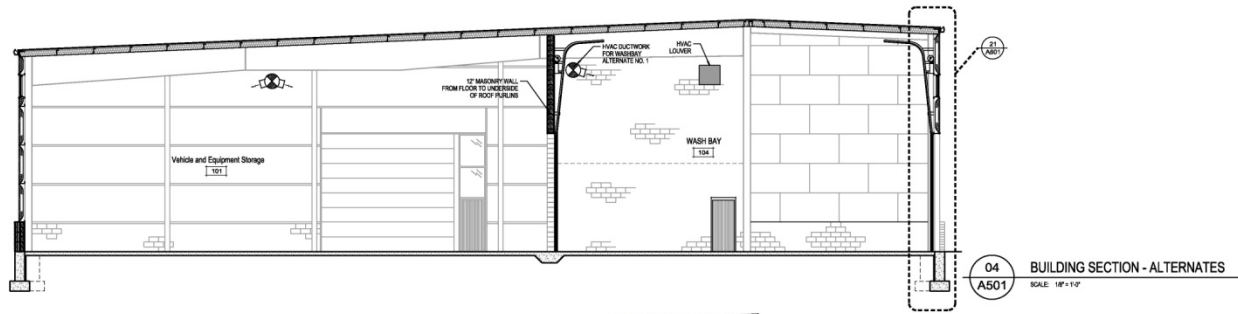 HVAC DUCTWORK
FOR WASHBAY
ALTERNATE NO. 1
HVAC
LOUVER
21
A601
12" MASONRY WALL
FROM FLOOR TO UNDERSIDE
OF ROOF PURLINS
WASH BAY
104
Vehicle and Equipment Storage
101
04
A501
BUILDING SECTION - ALTERNATES
SCALE: 1/8" = 1'-0"